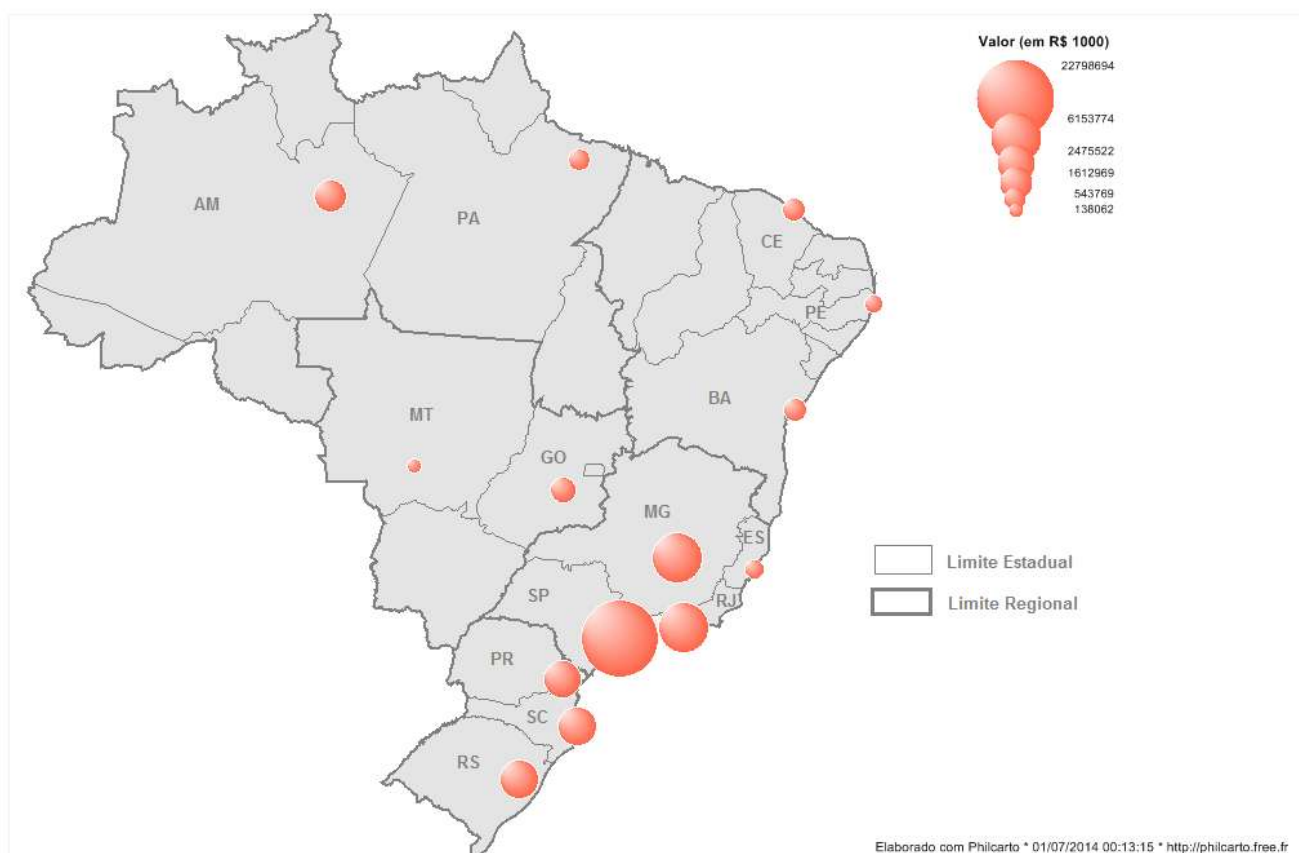 Valor (em R$ 1000)
22798694
6153774
2475522
1612969
543769
138062
AM
PA
CE
PE
BA
MT
GO
MG
ES
SP
RJ
PR
SC
RS
Limite Estadual
Limite Regional
Elaborado com Philcarto * 01/07/2014 00:13:15 * http://philcarto.free.fr